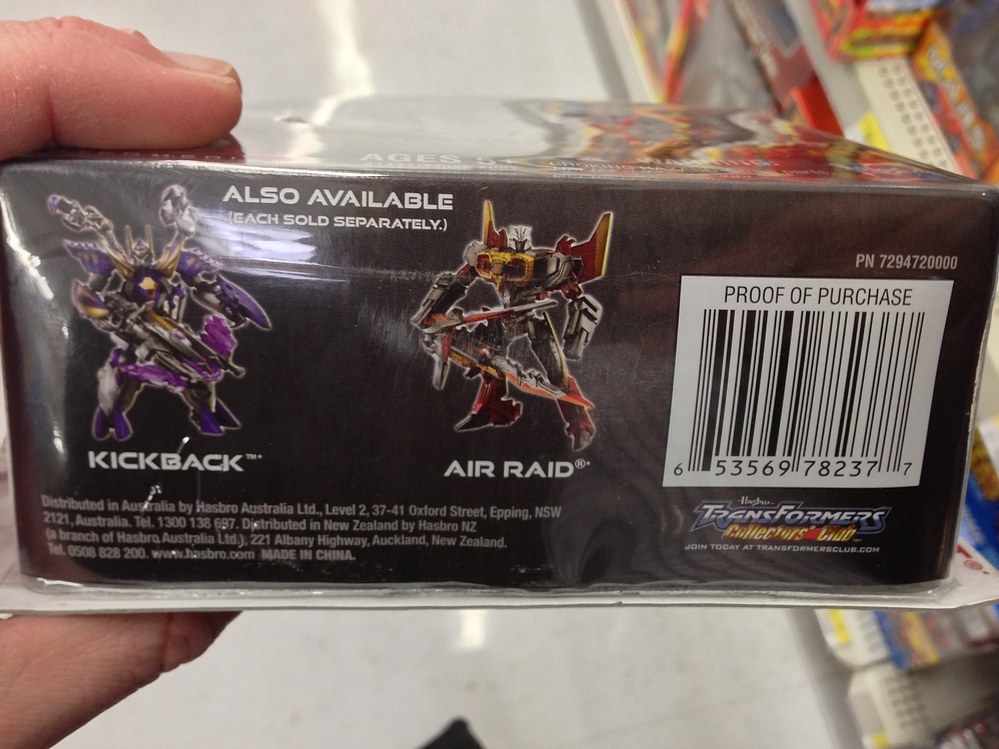 AGES 5+
ALSO AVAILABLE
(EACH SOLD SEPARATELY.)
PN 7294720000
PROOF OF PURCHASE
6 53569 78237 7
KICKBACK™*
AIR RAID®*
Distributed in Australia by Hasbro Australia Ltd., Level 2, 37-41 Oxford Street, Epping, NSW
2121, Australia. Tel. 1300 138 697. Distributed in New Zealand by Hasbro NZ
(a branch of Hasbro Australia Ltd.), 221 Albany Highway, Auckland, New Zealand.
Tel. 0508 828 200. www.hasbro.com MADE IN CHINA.
Hasbro
TRANSFORMERS
Collectors' Club™
JOIN TODAY AT TRANSFORMERSCLUB.COM